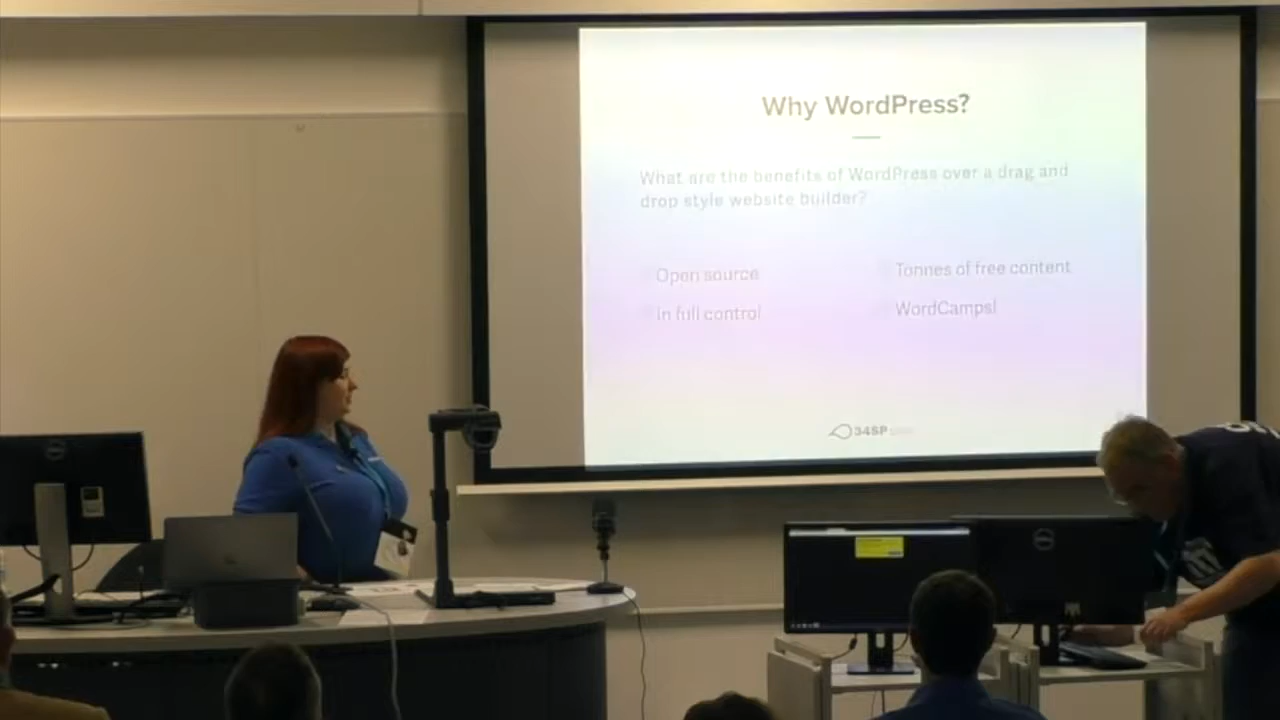 Why WordPress?
What are the benefits of WordPress over a drag and
drop style website builder?
Open source
Tonnes of free content
In full control
WordCamps!
34SP